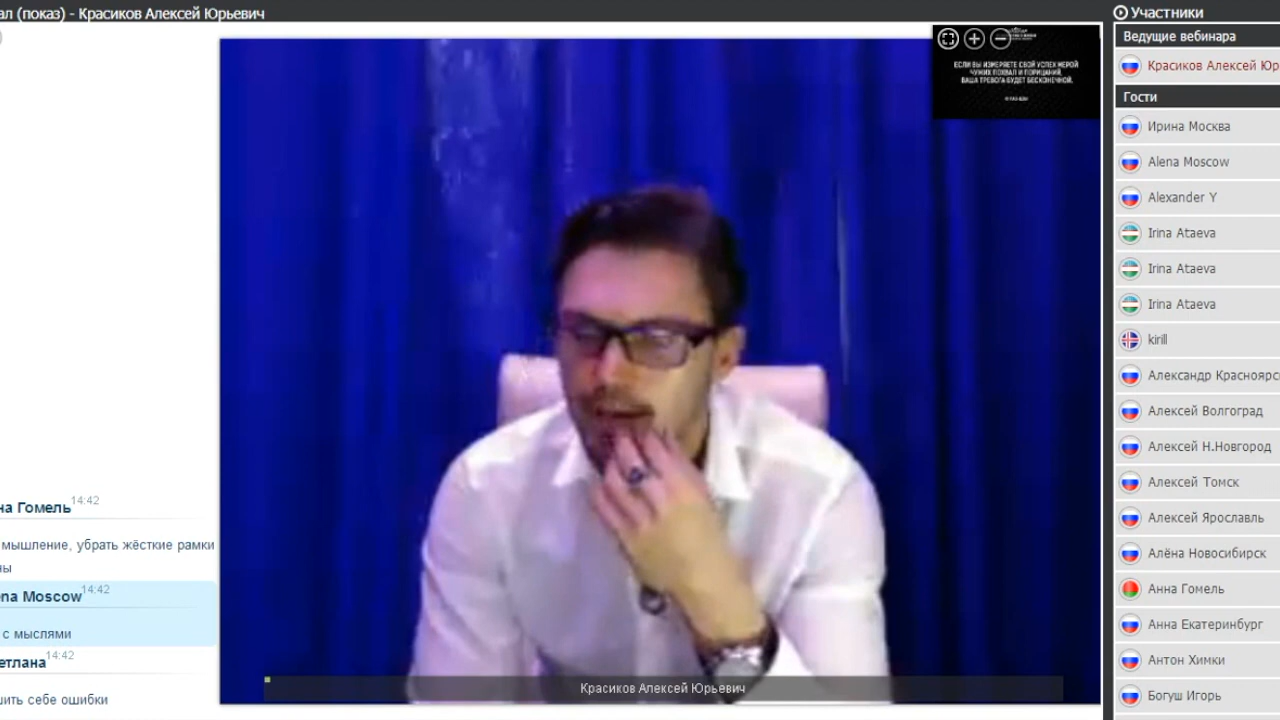 ал (показ) - Красиков Алексей Юрьевич
ЕСЛИ ВЫ ИЗМЕРЯЕТЕ СВОЙ УСПЕХ МЕРОЙ
ЧУЖИХ ПОХВАЛ И ПОРИЦАНИЙ,
ВАША ТРЕВОГА БУДЕТ БЕСКОНЕЧНОЙ.
на Гомель 14:42
мышление, убрать жёсткие рамки
ны
ena Moscow 14:42
с мыслями
етлана 14:42
шить себе ошибки
Красиков Алексей Юрьевич
Участники
Ведущие вебинара
Красиков Алексей Юр
Гости
Ирина Москва
Alena Moscow
Alexander Y
Irina Ataeva
Irina Ataeva
Irina Ataeva
kirill
Александр Красноярс
Алексей Волгоград
Алексей Н.Новгород
Алексей Томск
Алексей Ярославль
Алёна Новосибирск
Анна Гомель
Анна Екатеринбург
Антон Химки
Богуш Игорь